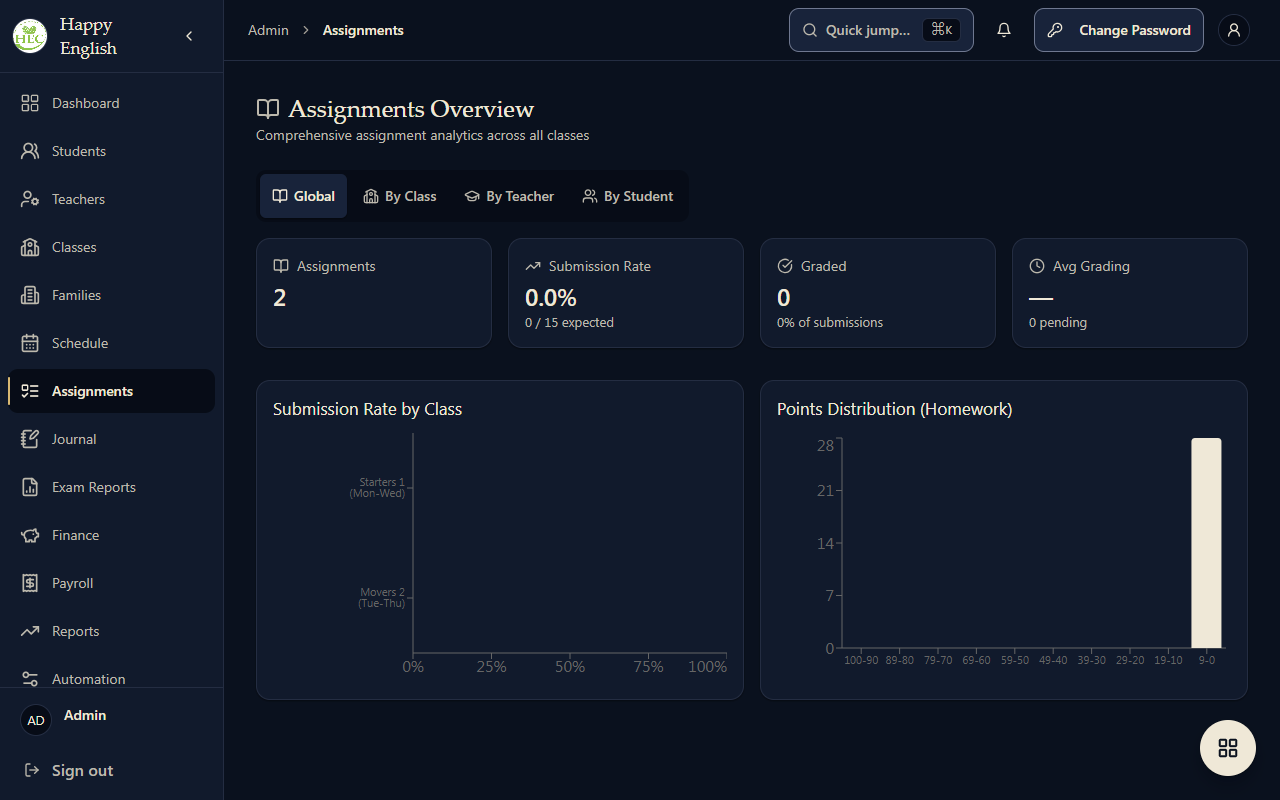 HEC
Happy
English
Dashboard
Students
Teachers
Classes
Families
Schedule
Assignments
Journal
Exam Reports
Finance
Payroll
Reports
Automation
AD
Admin
Sign out
Admin
Assignments
Quick jump...
⌘K
Change Password
Assignments Overview
Comprehensive assignment analytics across all classes
Global
By Class
By Teacher
By Student
Assignments
2
Submission Rate
0.0%
0 / 15 expected
Graded
0
0% of submissions
Avg Grading
—
0 pending
Submission Rate by Class
Starters 1
(Mon-Wed)
Movers 2
(Tue-Thu)
0% 25% 50% 75% 100%
Points Distribution (Homework)
28
21
14
7
0
100-90 89-80 79-70 69-60 59-50 49-40 39-30 29-20 19-10 9-0